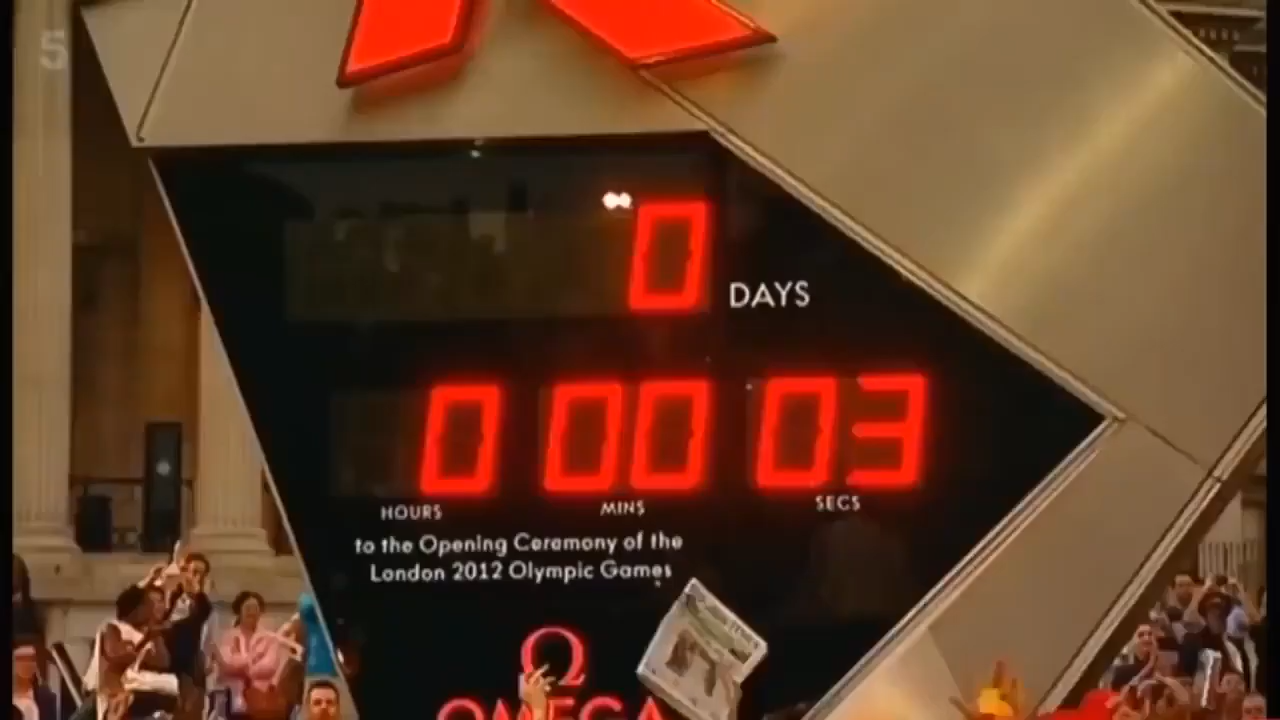 5
0 DAYS
0 00 03
HOURS MINS SECS
to the Opening Ceremony of the
London 2012 Olympic Games
Ω
OMEGA